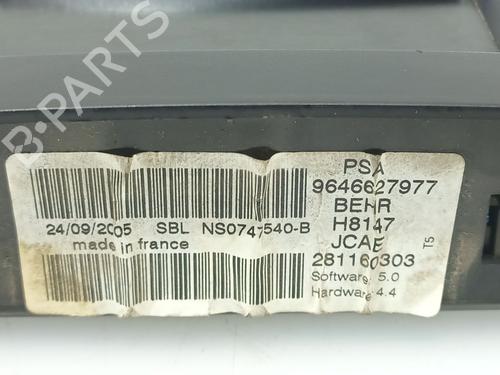 B-PARTS
24/09/2005 SBL NS0747540-B
made in france
PSA
9646627977
BEHR
H8147
JCAE
281160303
T5
Software 5.0
Hardware 4.4